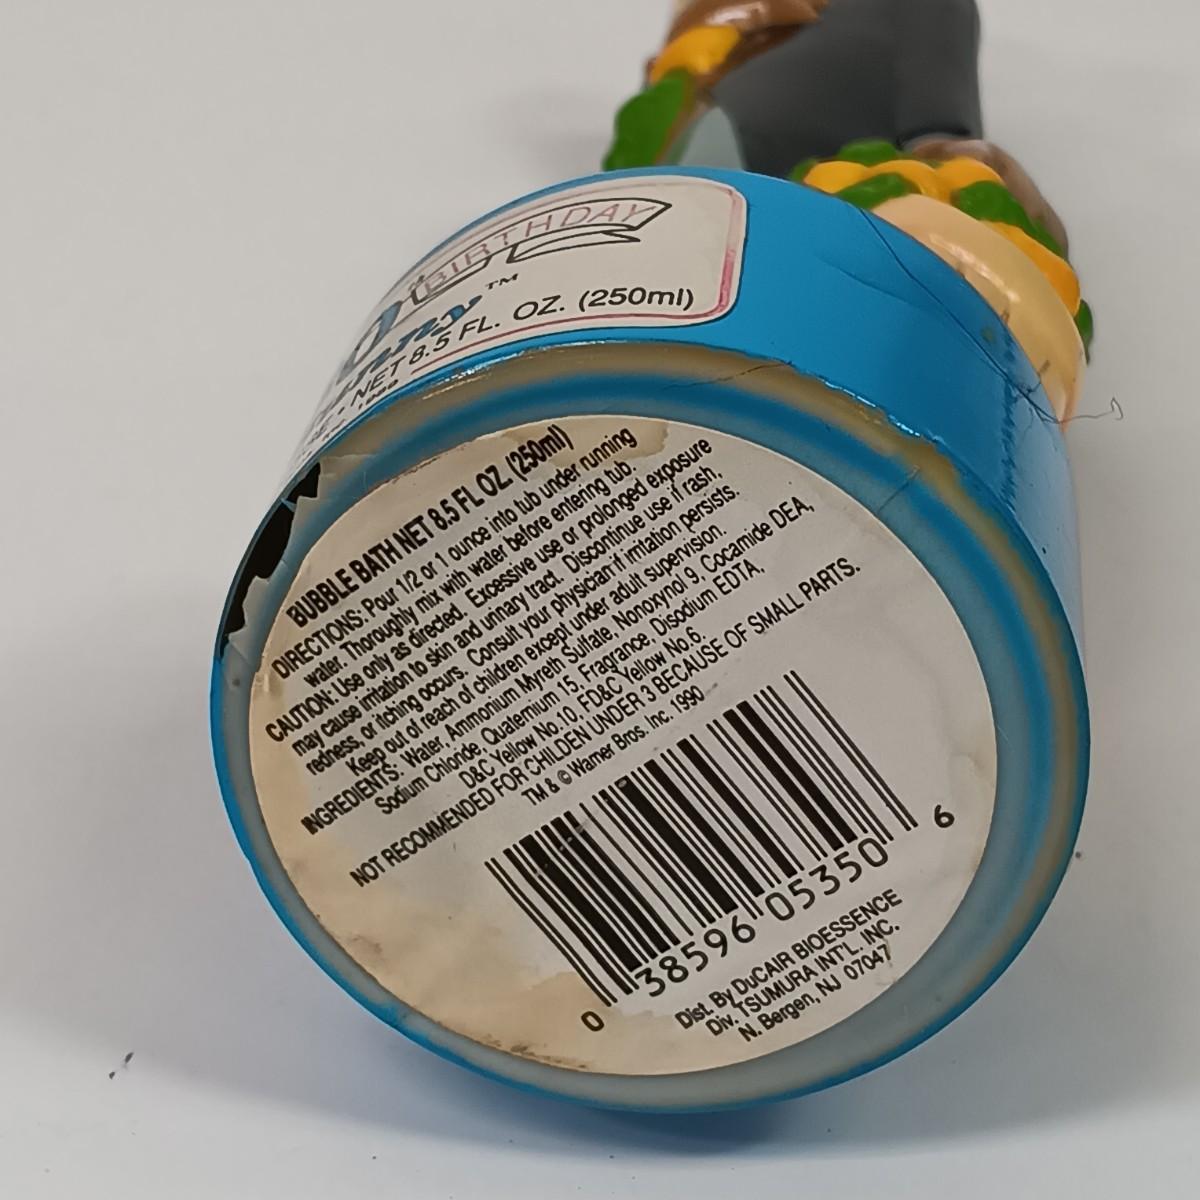 BIRTHDAY
TM
NET 8.5 FL. OZ. (250ml)
BUBBLE BATH NET 8.5 FL OZ (250ml)
DIRECTIONS: Pour 1/2 or 1 ounce into tub under running
water. Thoroughly mix with water before entering tub.
CAUTION: Use only as directed. Excessive use or prolonged exposure
may cause irritation to skin and urinary tract. Discontinue use if rash,
redness, or itching occurs. Consult your physician if irritation persists.
Keep out of reach of children except under adult supervision.
INGREDIENTS: Water, Ammonium Myreth Sulfate, Nonoxynol 9, Cocamide DEA,
Sodium Chloride, Quaternium 15, Fragrance, Disodium EDTA,
D&C Yellow No.10, FD&C Yellow No.6.
NOT RECOMMENDED FOR CHILDEN UNDER 3 BECAUSE OF SMALL PARTS.
TM & © Warner Bros. Inc. 1990
0 38596 05350 6
Dist. By DuCAIR BIOESSENCE
Div. TSUMURA INT'L. INC.
N. Bergen, NJ 07047